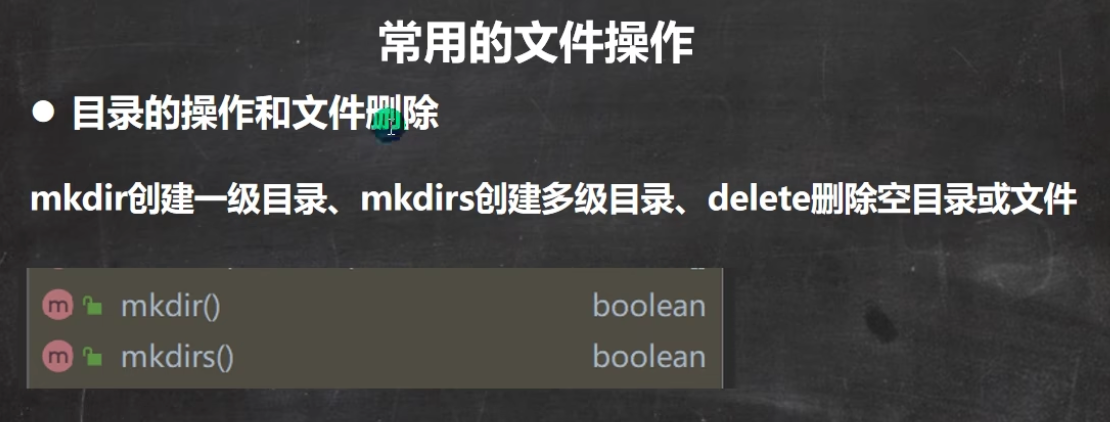 常用的文件操作
● 目录的操作和文件删除
mkdir创建一级目录、mkdirs创建多级目录、delete删除空目录或文件
m mkdir() boolean
m mkdirs() boolean